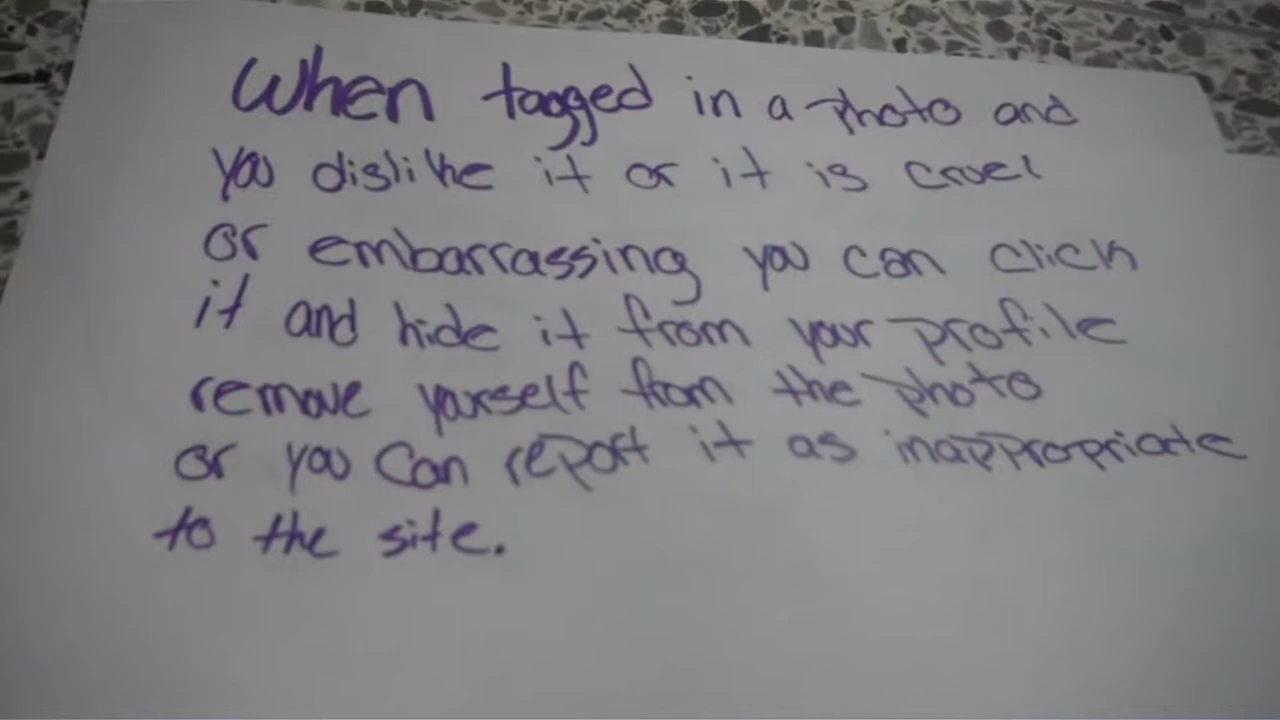 When tagged in a photo and
you dislike it or it is cruel
or embarrassing you can click
it and hide it from your profile
remove yourself from the photo
or you can report it as inappropriate
to the site.